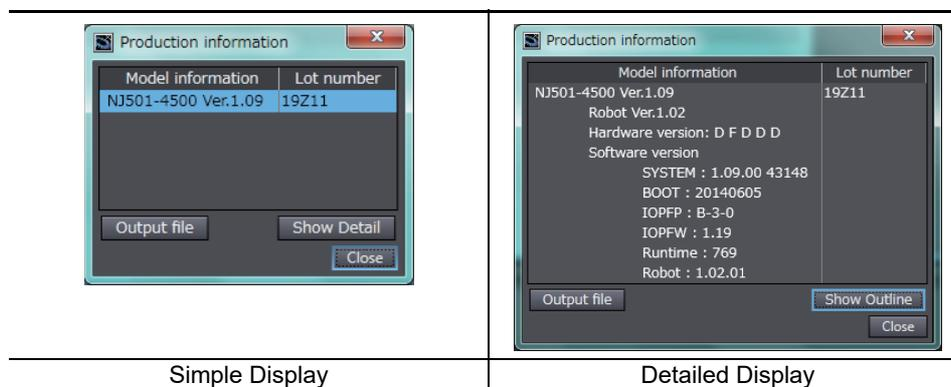 Production information
Model information Lot number
NJ501-4500 Ver.1.09 19Z11
Output file Show Detail
Close
Simple Display
Production information
Model information Lot number
NJ501-4500 Ver.1.09 19Z11
Robot Ver.1.02
Hardware version: D F D D D
Software version
SYSTEM : 1.09.00 43148
BOOT : 20140605
IOPFP : B-3-0
IOPFW : 1.19
Runtime : 769
Robot : 1.02.01
Output file Show Outline
Close
Detailed Display